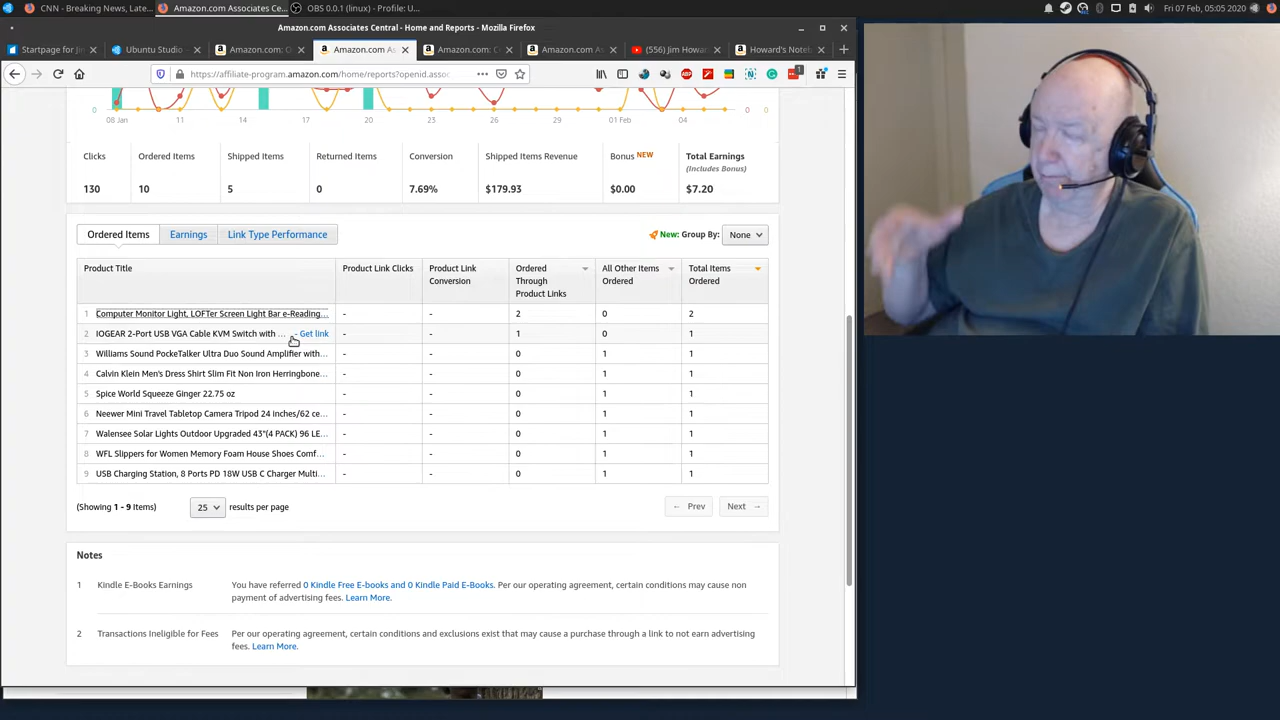 CNN - Breaking News, Late...
Amazon.com Associates Ce...
OBS 0.0.1 (linux) - Profile: U...
Fri 07 Feb, 05:05 2020
Amazon.com Associates Central - Home and Reports - Mozilla Firefox
Startpage for Jim
Ubuntu Studio
Amazon.com: O
Amazon.com As
Amazon.com: C
Amazon.com As
(556) Jim Howar
Howard's Note
https://affiliate-program.amazon.com/home/reports?openid.assoc
0 08 Jan 11 14 17 20 23 26 29 01 Feb 04 0 0
Clicks Ordered Items Shipped Items Returned Items Conversion Shipped Items Revenue Bonus NEW Total Earnings
(Includes Bonus)
130 10 5 0 7.69% $179.93 $0.00 $7.20
Ordered Items Earnings Link Type Performance New: Group By: None
Product Title Product Link Clicks Product Link Conversion Ordered Through Product Links All Other Items Ordered Total Items Ordered
1 Computer Monitor Light, LOFTer Screen Light Bar e-Reading... - - 2 0 2
2 IOGEAR 2-Port USB VGA Cable KVM Switch with ... - Get link - - 1 0 1
3 Williams Sound PockeTalker Ultra Duo Sound Amplifier with... - - 0 1 1
4 Calvin Klein Men's Dress Shirt Slim Fit Non Iron Herringbone... - - 0 1 1
5 Spice World Squeeze Ginger 22.75 oz - - 0 1 1
6 Neewer Mini Travel Tabletop Camera Tripod 24 inches/62 ce... - - 0 1 1
7 Walensee Solar Lights Outdoor Upgraded 43"(4 PACK) 96 LE... - - 0 1 1
8 WFL Slippers for Women Memory Foam House Shoes Comf... - - 0 1 1
9 USB Charging Station, 8 Ports PD 18W USB C Charger Multi... - - 0 1 1
(Showing 1 - 9 Items) 25 results per page ← Prev Next →
Notes
1 Kindle E-Books Earnings You have referred 0 Kindle Free E-books and 0 Kindle Paid E-Books. Per our operating agreement, certain conditions may cause non
payment of advertising fees. Learn More.
2 Transactions Ineligible for Fees Per our operating agreement, certain conditions and exclusions exist that may cause a purchase through a link to not earn advertising
fees. Learn More.